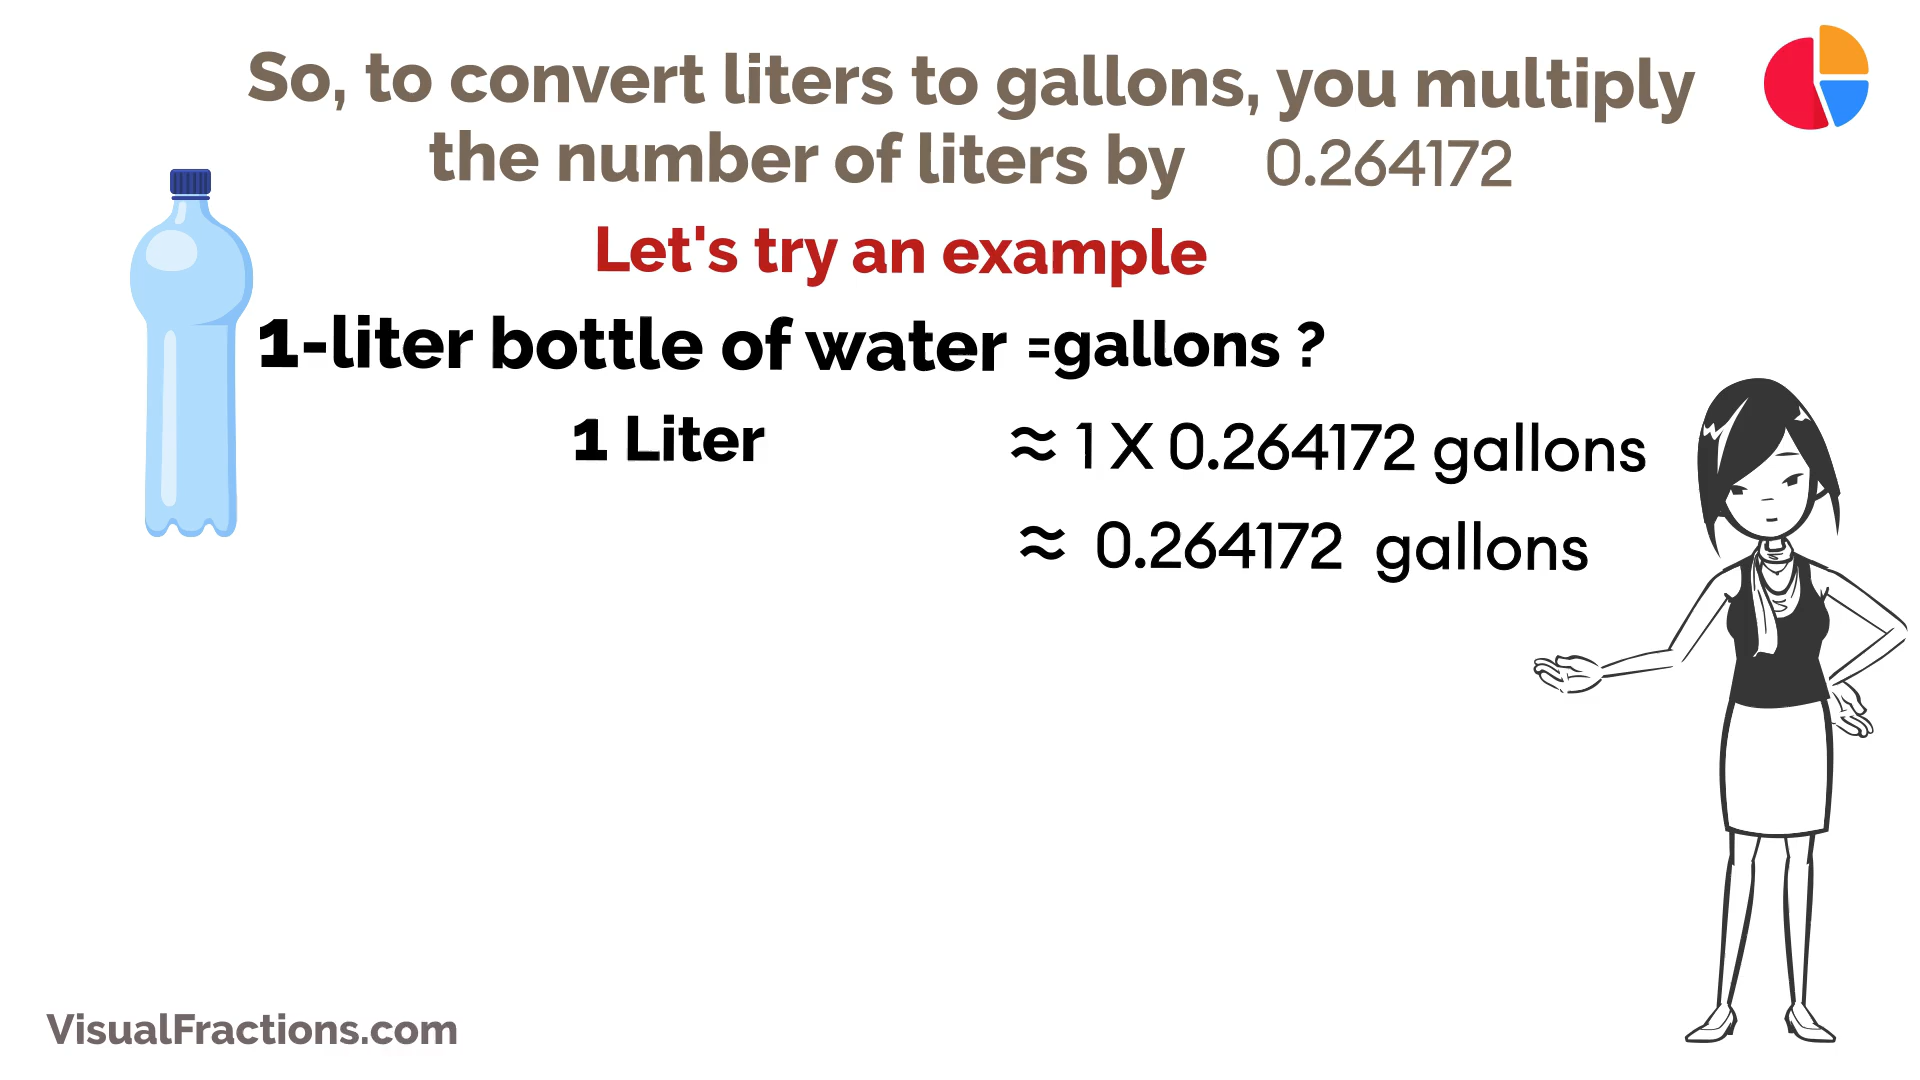 So, to convert liters to gallons, you multiply
the number of liters by 0.264172
Let's try an example
1-liter bottle of water =gallons ?
1 Liter ≈ 1 X 0.264172 gallons
≈ 0.264172 gallons
VisualFractions.com